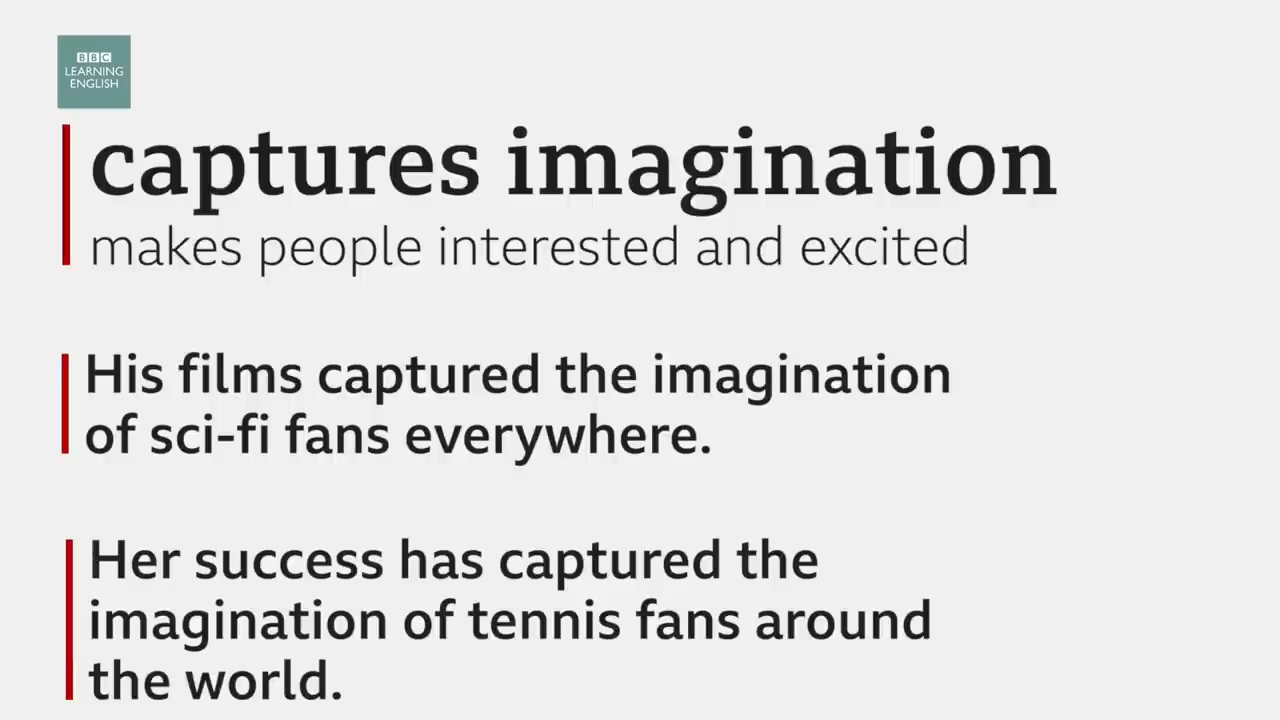 BBC
LEARNING
ENGLISH
captures imagination
makes people interested and excited
His films captured the imagination
of sci-fi fans everywhere.
Her success has captured the
imagination of tennis fans around
the world.